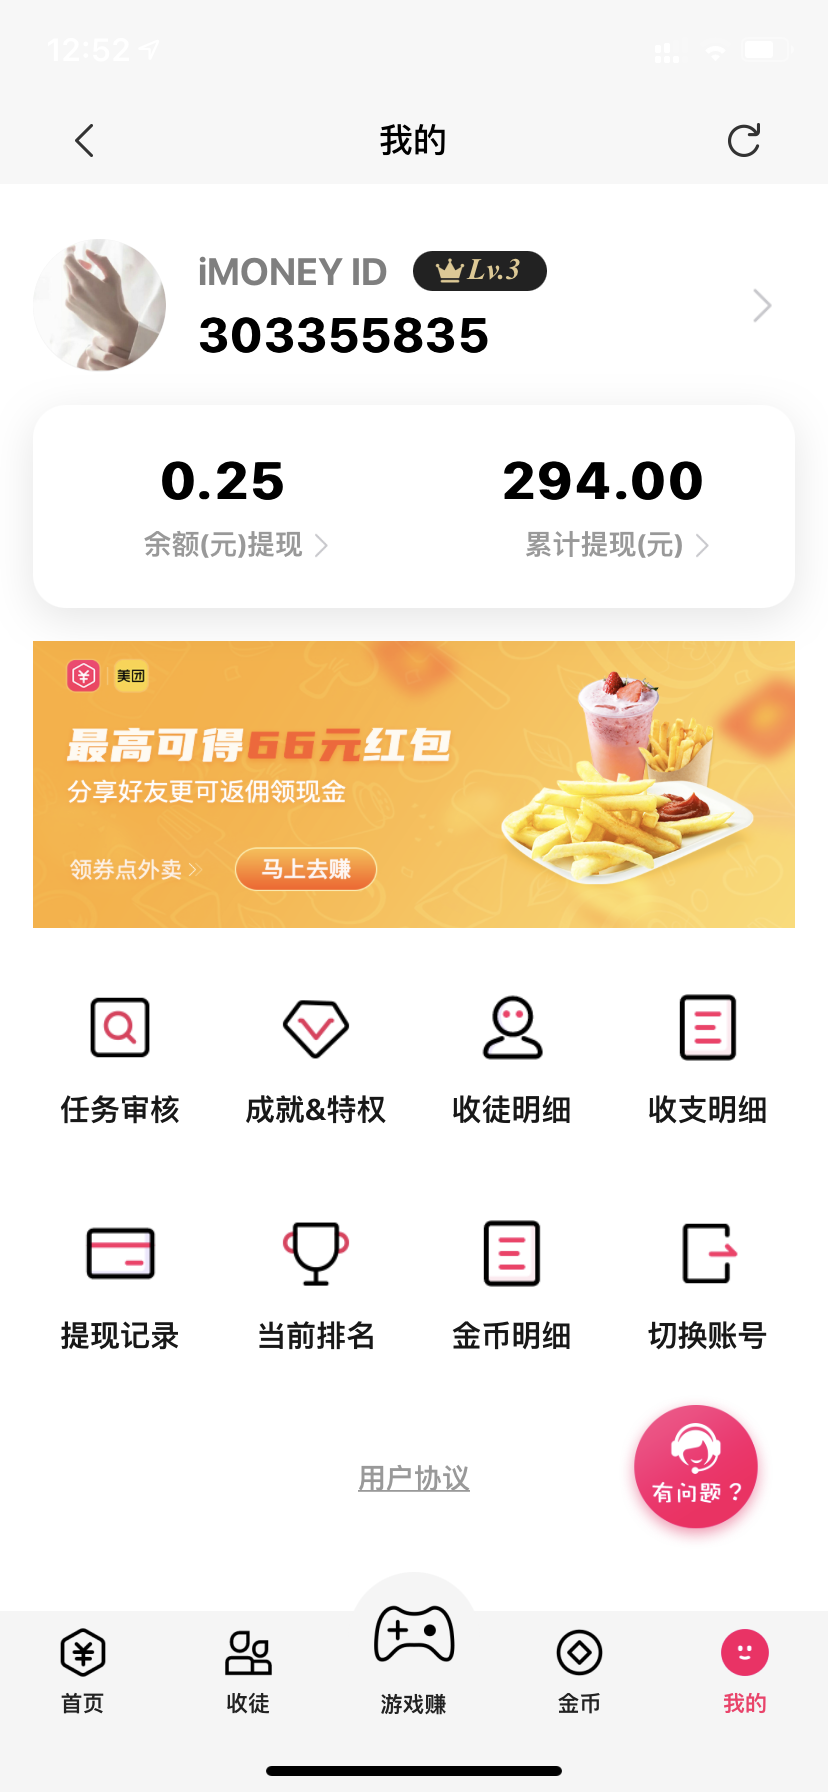 12:52
我的
iMONEY ID
Lv.3
303355835
0.25
294.00
余额(元)提现
累计提现(元)
美团
最高可得66元红包
分享好友更可返佣领现金
领券点外卖
马上去赚
任务审核
成就&特权
收徒明细
收支明细
提现记录
当前排名
金币明细
切换账号
用户协议
有问题？
首页
收徒
游戏赚
金币
我的